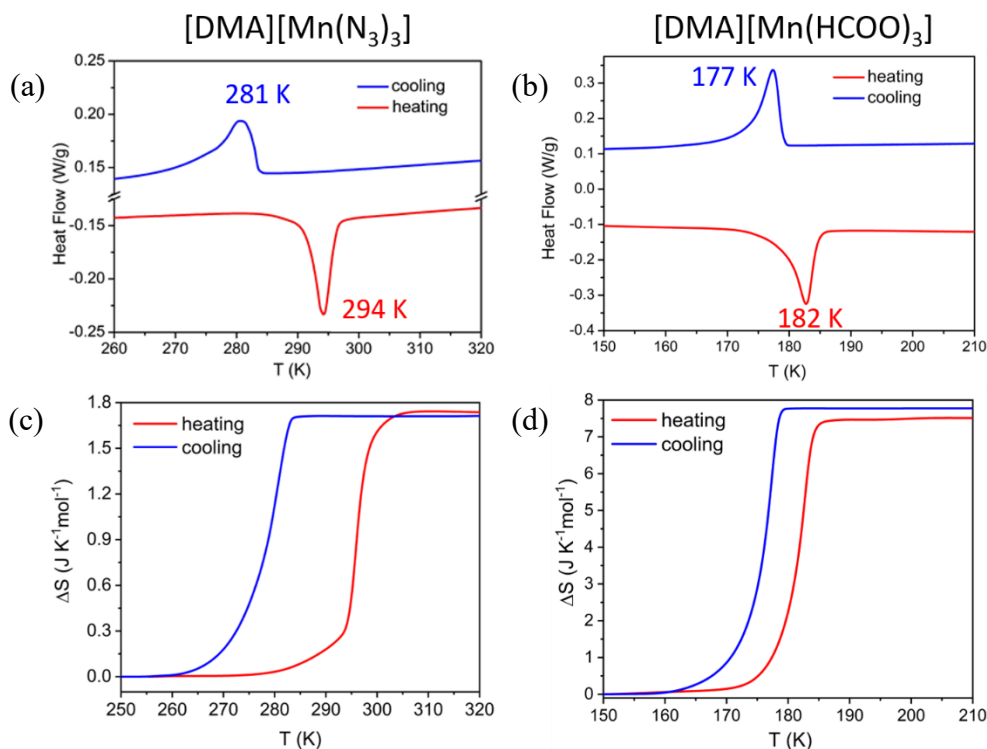 [DMA][Mn(N₃)₃]
[DMA][Mn(HCOO)₃]
(a)
0.25
0.20
0.15
-0.15
-0.20
-0.25
Heat Flow (W/g)
281 K
cooling
heating
294 K
260 270 280 290 300 310 320
T (K)
(b)
0.3
0.2
0.1
0.0
-0.1
-0.2
-0.3
-0.4
Heat Flow (W/g)
177 K
heating
cooling
182 K
150 160 170 180 190 200 210
T (K)
(c)
1.8
1.5
1.2
0.9
0.6
0.3
0.0
ΔS (J K⁻¹mol⁻¹)
heating
cooling
250 260 270 280 290 300 310 320
T (K)
(d)
8
7
6
5
4
3
2
1
0
ΔS (J K⁻¹mol⁻¹)
heating
cooling
150 160 170 180 190 200 210
T (K)